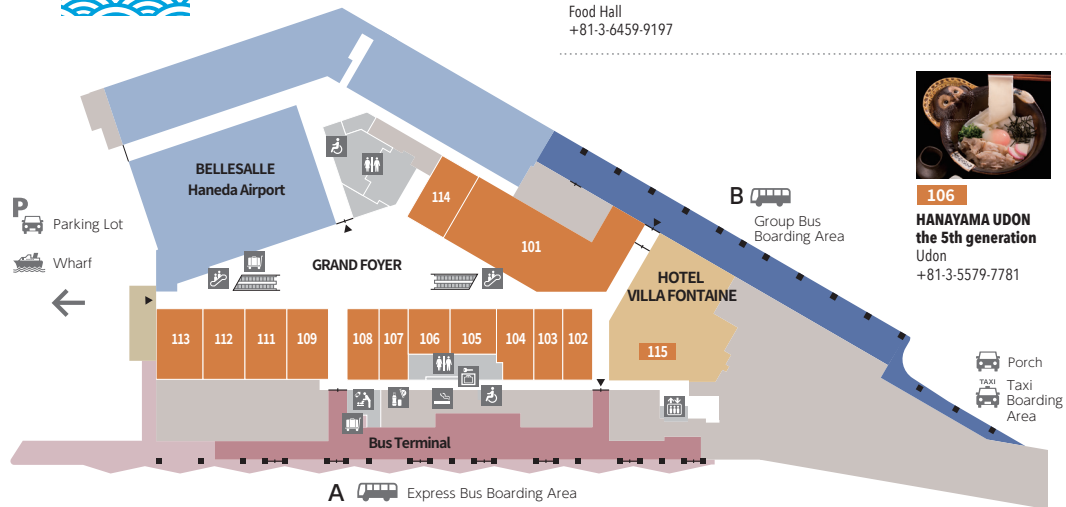 Food Hall
+81-3-6459-9197
106
HANAYAMA UDON
the 5th generation
Udon
+81-3-5579-7781
BELLESALLE
Haneda Airport
P
Parking Lot
Wharf
GRAND FOYER
114
101
B
Group Bus
Boarding Area
HOTEL
VILLA FONTAINE
113
112
111
109
108
107
106
105
104
103
102
115
Porch
TAXI
Taxi
Boarding
Area
Bus Terminal
A
Express Bus Boarding Area